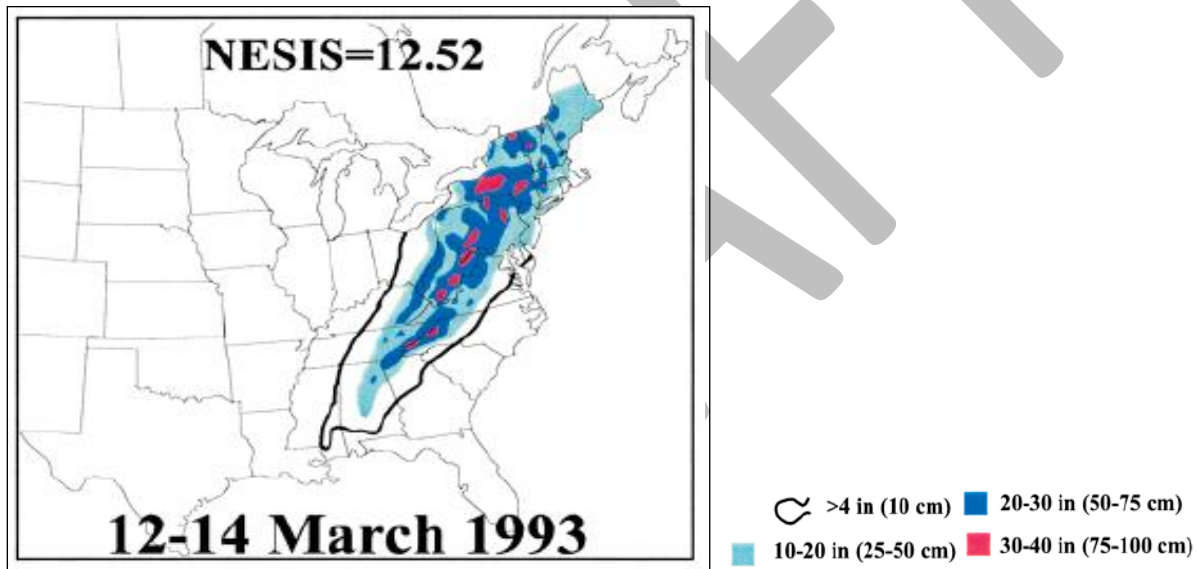 NESIS=12.52
12-14 March 1993
>4 in (10 cm)
20-30 in (50-75 cm)
10-20 in (25-50 cm)
30-40 in (75-100 cm)